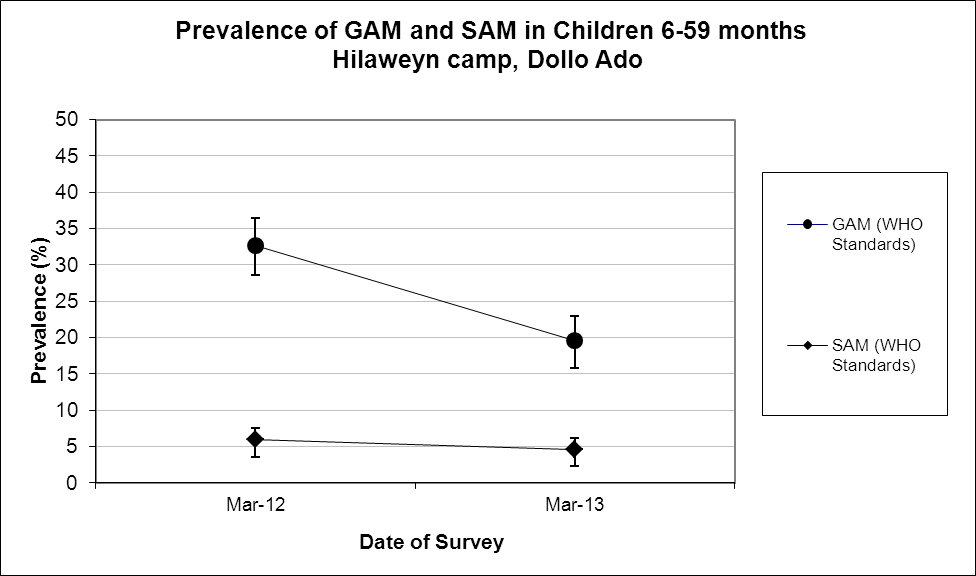 Prevalence of GAM and SAM in Children 6-59 months
Hilaweyn camp, Dollo Ado
Prevalence (%)
50
45
40
35
30
25
20
15
10
5
0
Mar-12
Mar-13
Date of Survey
GAM (WHO
Standards)
SAM (WHO
Standards)